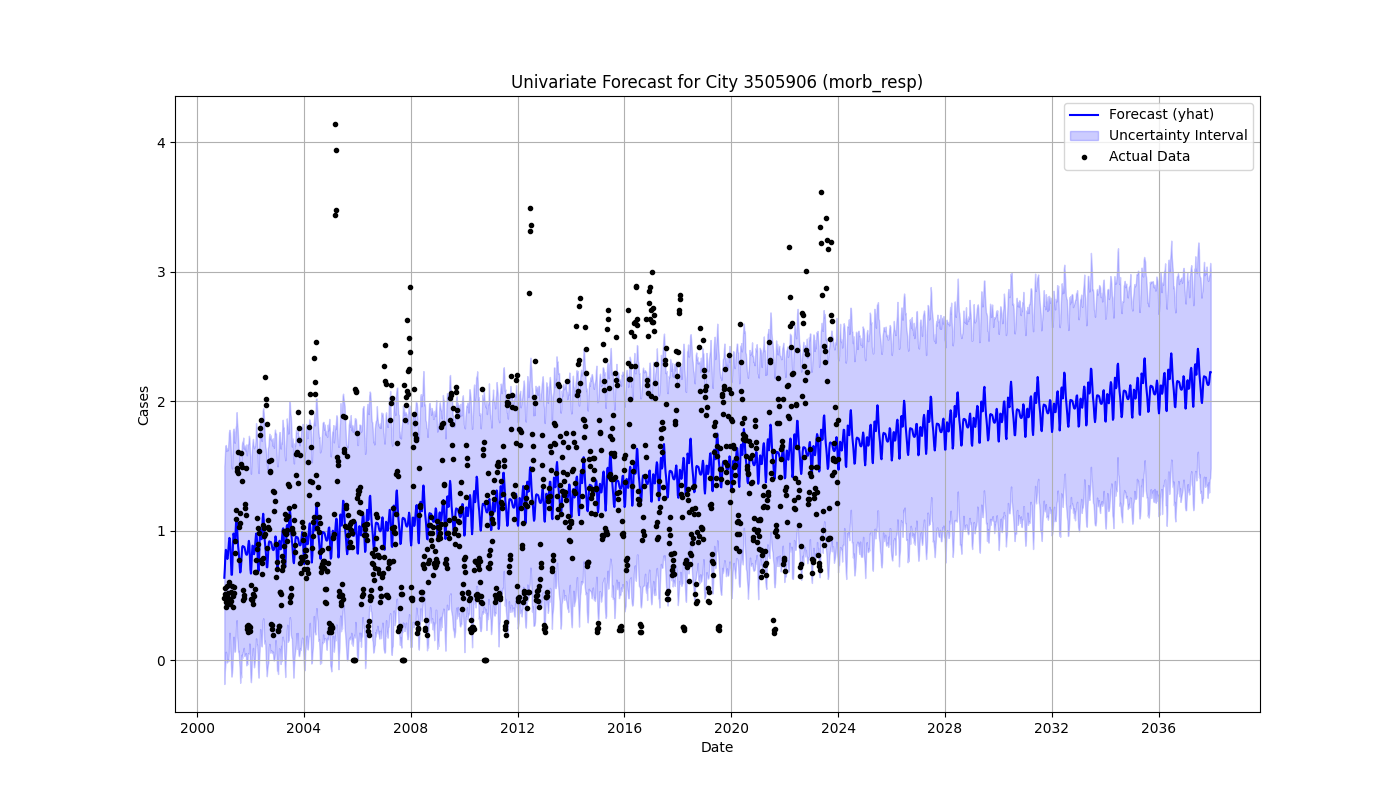 Univariate Forecast for City 3505906 (morb_resp)
Forecast (yhat)
Uncertainty Interval
Actual Data
Cases
4
3
2
1
0
2000 2004 2008 2012 2016 2020 2024 2028 2032 2036
Date